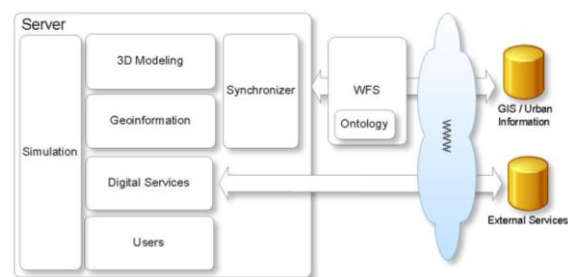 Server
3D Modeling
Synchronizer
WFS
Geoinformation
Ontology
Simulation
Digital Services
Users
WWW
GIS / Urban
Information
External Services